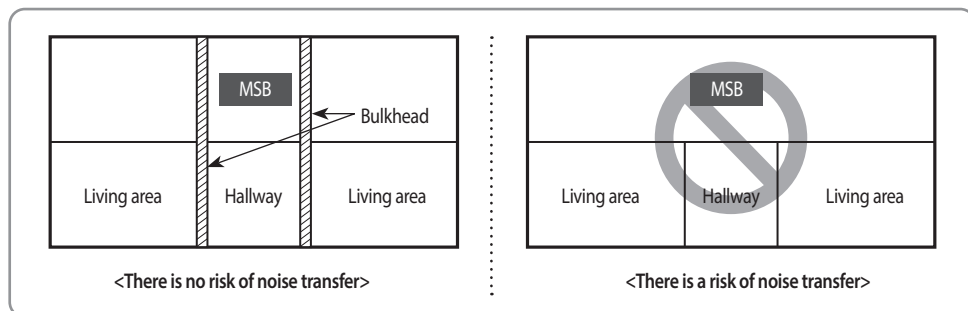 MSB
Bulkhead
Living area
Hallway
Living area
<There is no risk of noise transfer>
MSB
Living area
Hallway
Living area
<There is a risk of noise transfer>